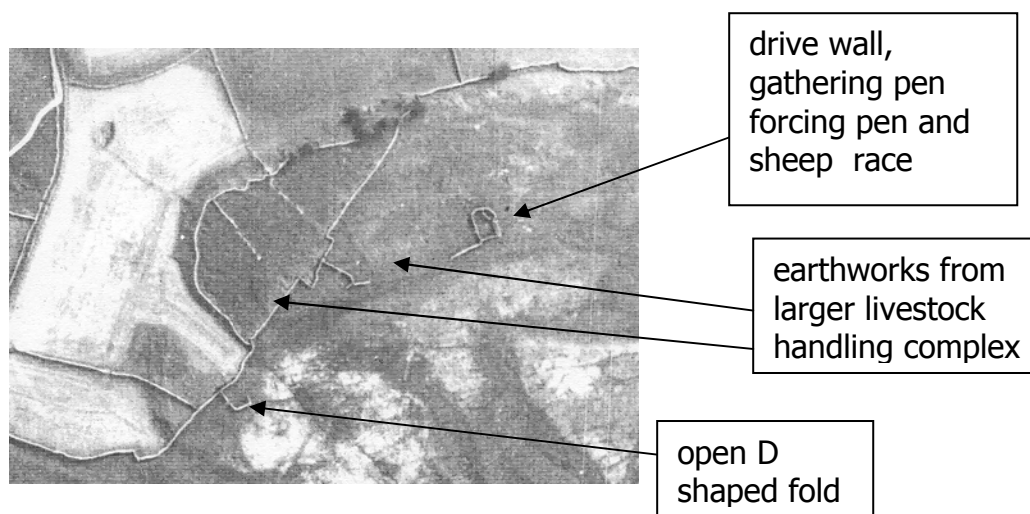 drive wall,
gathering pen
forcing pen and
sheep race
earthworks from
larger livestock
handling complex
open D
shaped fold